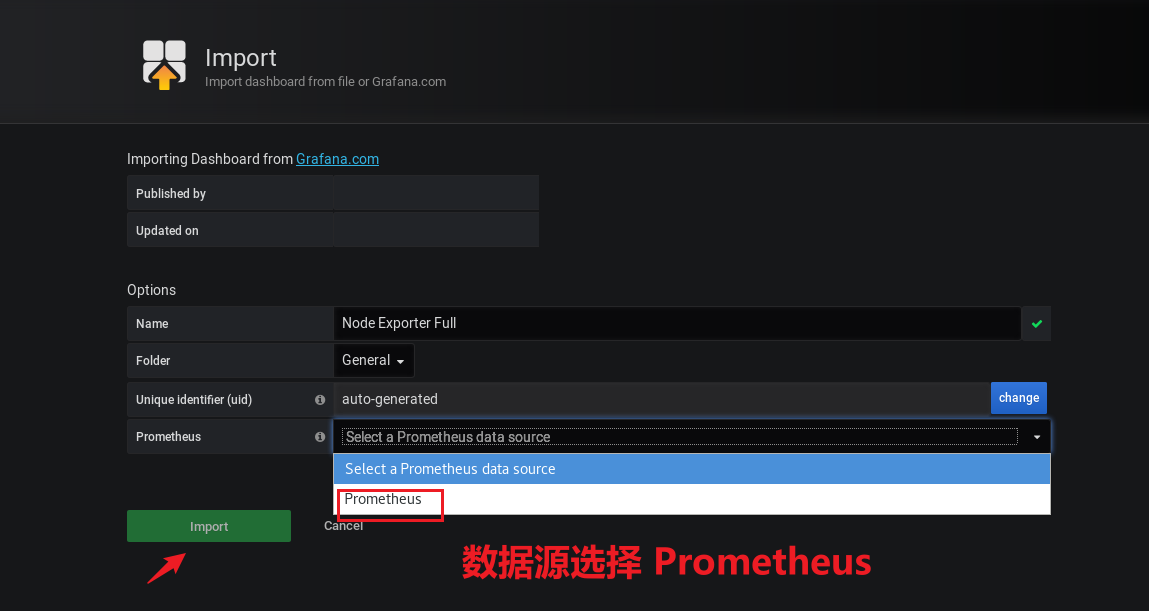 Import
Import dashboard from file or Grafana.com
Importing Dashboard from Grafana.com
Published by
Updated on
Options
Name
Node Exporter Full
Folder
General
Unique identifier (uid)
auto-generated
change
Prometheus
Select a Prometheus data source
Select a Prometheus data source
Prometheus
Import
Cancel
数据源选择 Prometheus